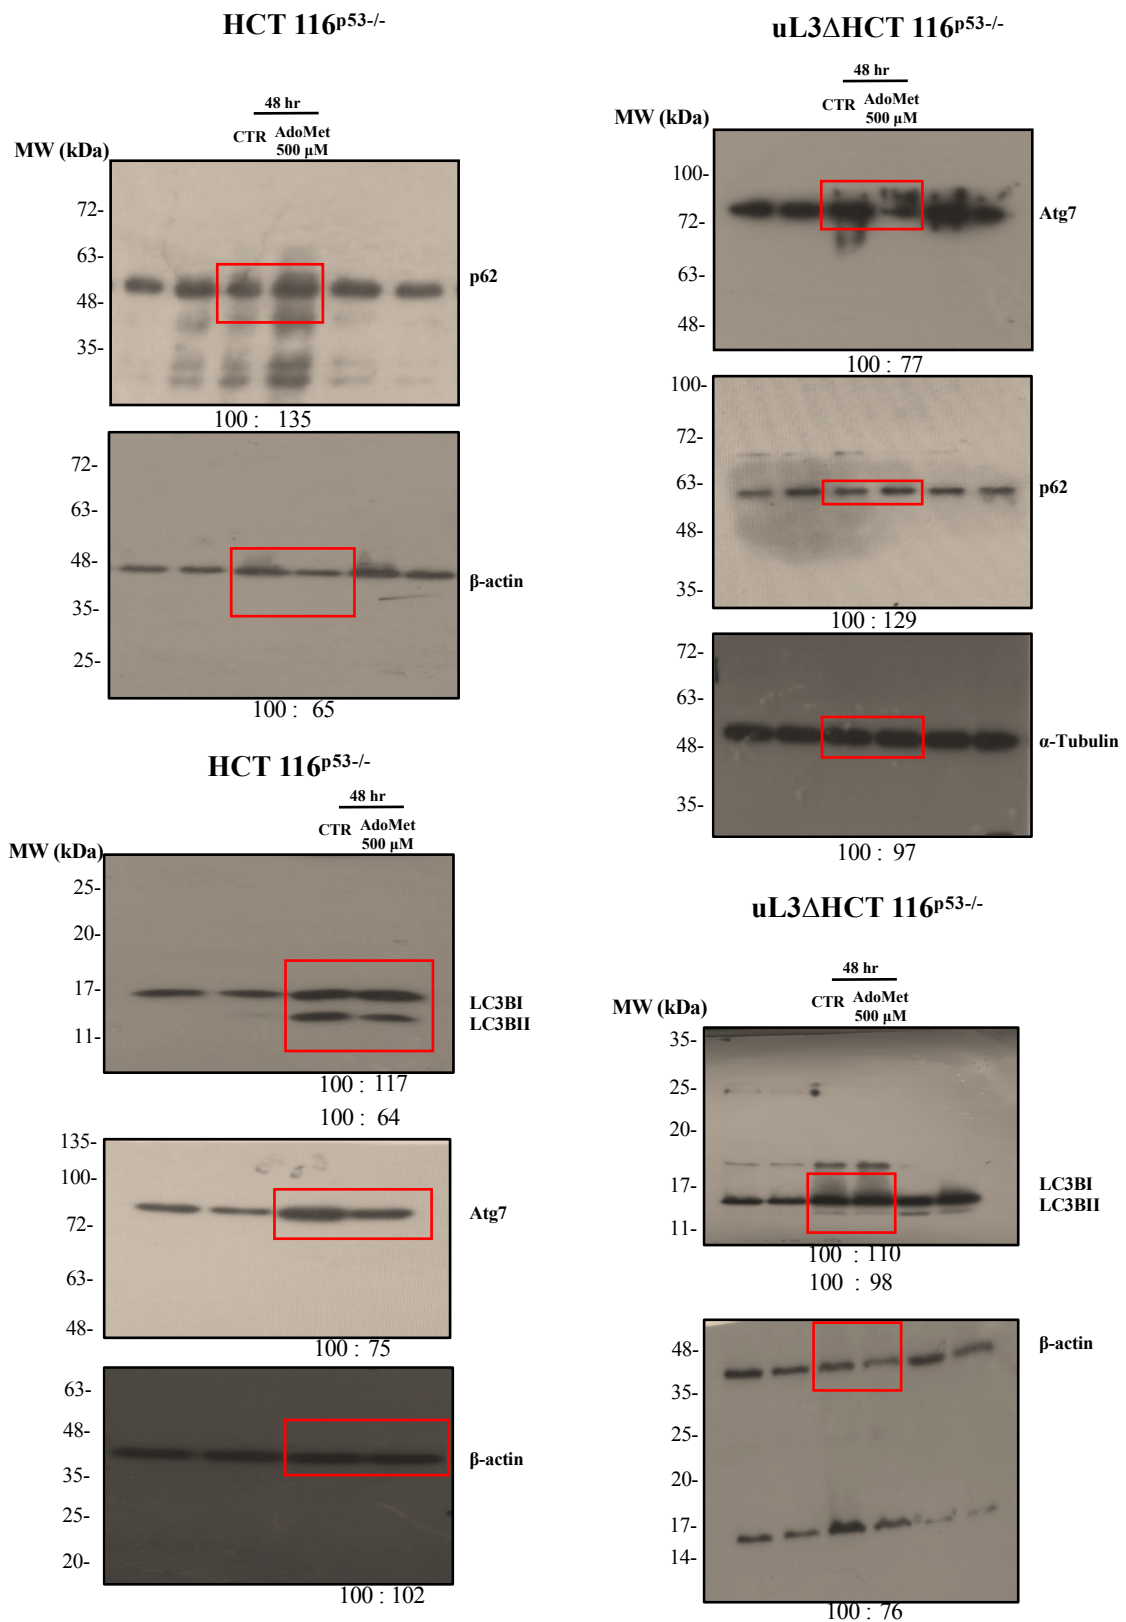 HCT 116p53-/-
48 hr
CTR AdoMet
500 µM
MW (kDa)
72-
63-
48-
35-
p62
100 : 135
72-
63-
48-
35-
25-
β-actin
100 : 65
HCT 116p53-/-
48 hr
CTR AdoMet
500 µM
MW (kDa)
25-
20-
17-
11-
LC3BI
LC3BII
100 : 117
100 : 64
135-
100-
72-
63-
48-
Atg7
100 : 75
63-
48-
35-
25-
20-
β-actin
100 : 102
uL3ΔHCT 116p53-/-
48 hr
CTR AdoMet
500 µM
MW (kDa)
100-
72-
63-
48-
Atg7
100 : 77
100-
72-
63-
48-
35-
p62
100 : 129
72-
63-
48-
35-
α-Tubulin
100 : 97
uL3ΔHCT 116p53-/-
48 hr
CTR AdoMet
500 µM
MW (kDa)
35-
25-
20-
17-
11-
LC3BI
LC3BII
100 : 110
100 : 98
48-
35-
25-
20-
17-
14-
β-actin
100 : 76